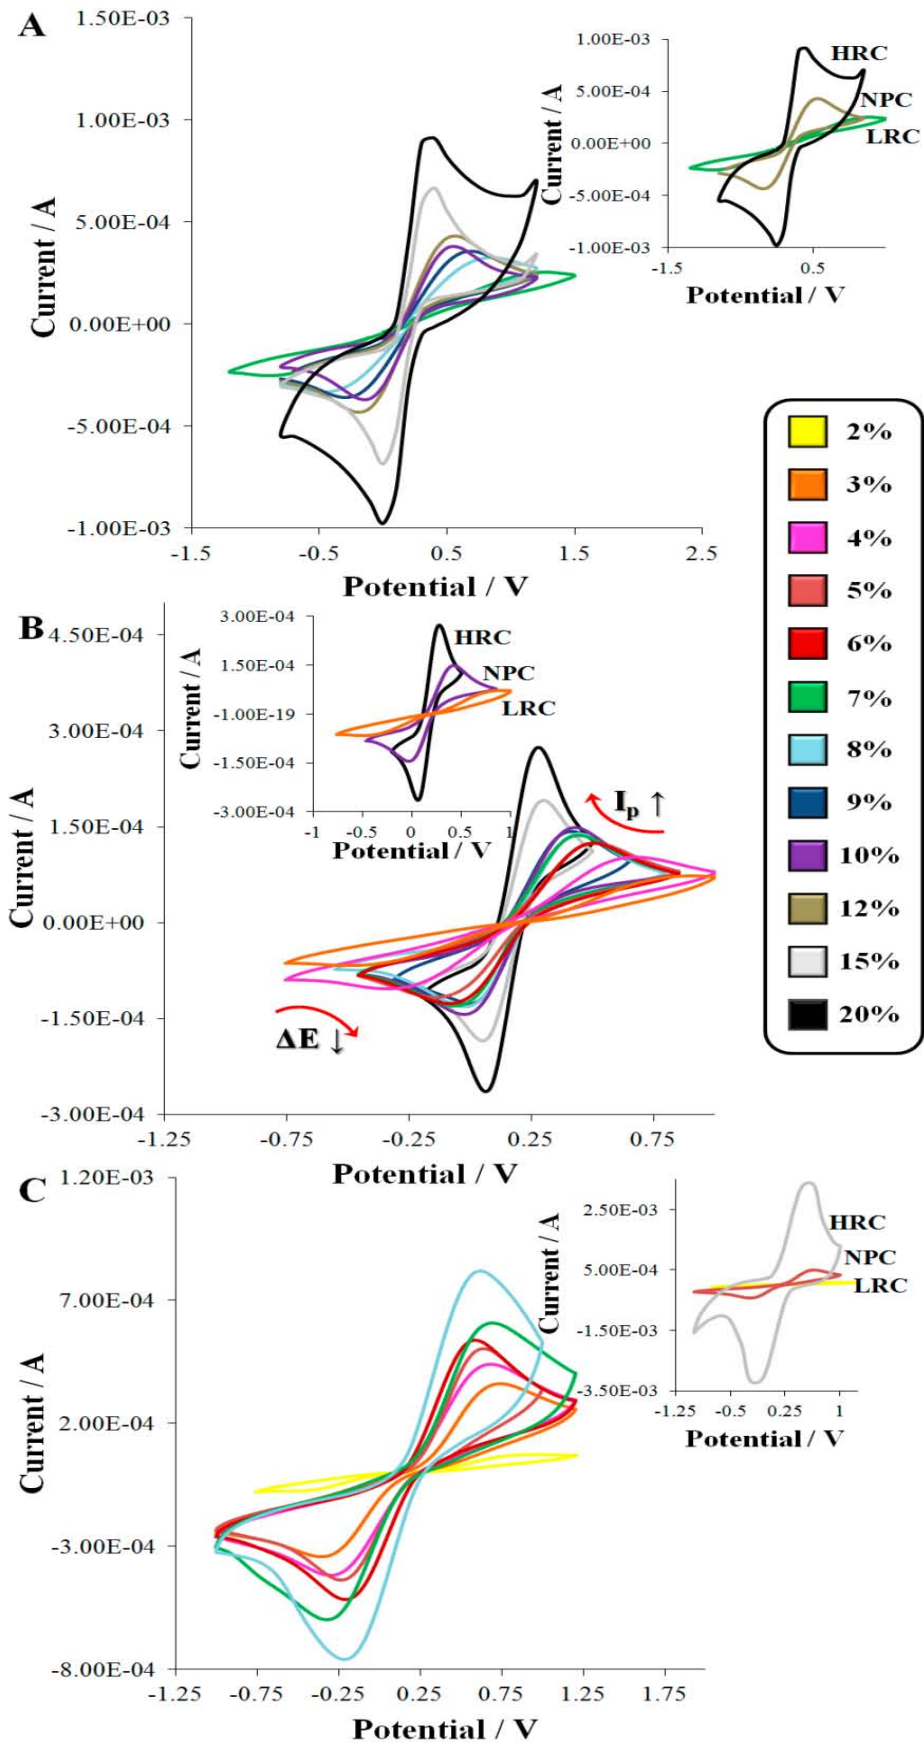 A
1.50E-03
1.00E-03
5.00E-04
0.00E+00
-5.00E-04
-1.00E-03
Current / A
-1.5 -0.5 0.5 1.5 2.5
Potential / V
1.00E-03
5.00E-04
0.00E+00
-5.00E-04
-1.00E-03
Current / A
HRC
NPC
LRC
-1.5 0.5
Potential / V
2%
3%
4%
5%
6%
7%
8%
9%
10%
12%
15%
20%
B
4.50E-04
3.00E-04
1.50E-04
0.00E+00
-1.50E-04
-3.00E-04
Current / A
-1.25 -0.75 -0.25 0.25 0.75
Potential / V
3.00E-04
1.50E-04
-1.00E-19
-1.50E-04
-3.00E-04
Current / A
HRC
NPC
LRC
-1 -0.5 0 0.5 1
Potential / V
Ip ↑
ΔE ↓
C
1.20E-03
7.00E-04
2.00E-04
-3.00E-04
-8.00E-04
Current / A
-1.25 -0.75 -0.25 0.25 0.75 1.25 1.75
Potential / V
2.50E-03
5.00E-04
-1.50E-03
-3.50E-03
Current / A
HRC
NPC
LRC
-1.25 -0.5 0.25 1
Potential / V